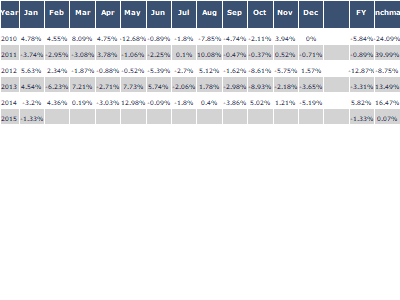 Year Jan Feb Mar Apr May Jun Jul Aug Sep Oct Nov Dec FY nchma
2010 4.78% 4.55% 8.09% 4.75% -12.68% -0.89% -1.8% -7.85% -4.74% -2.11% 3.94% 0% -5.84% -24.09%
2011 -3.74% -2.95% -3.08% 3.78% -1.06% -2.25% 0.1% 10.08% -0.47% -0.37% 0.52% -0.71% -0.89% 39.99%
2012 5.63% 2.34% -1.87% -0.88% -0.52% -5.39% -2.7% 5.12% -1.62% -8.61% -5.75% 1.57% -12.87% -8.75%
2013 4.54% -6.23% 7.21% -2.71% 7.73% 5.74% -2.06% 1.78% -2.98% -8.93% -2.18% -3.65% -3.31% 13.49%
2014 -3.2% 4.36% 0.19% -3.03% 12.98% -0.09% -1.8% 0.4% -3.86% 5.02% 1.21% -5.19% 5.82% 16.47%
2015 -1.33% -1.33% 0.07%